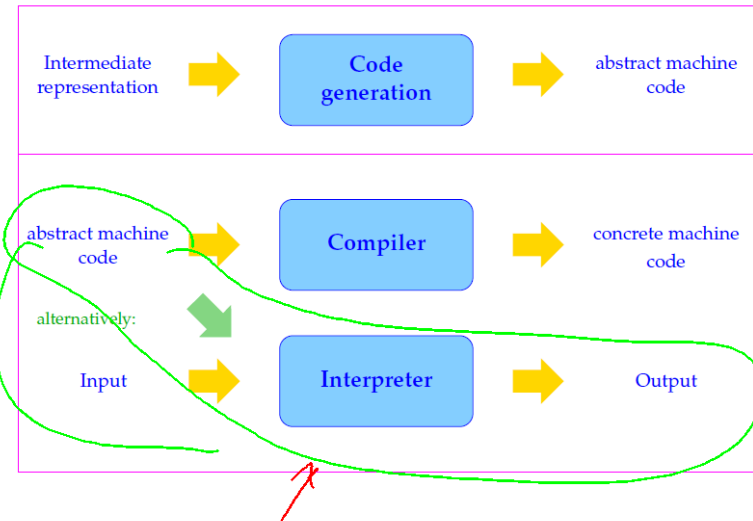 Intermediate
representation
Code
generation
abstract machine
code
abstract machine
code
Compiler
concrete machine
code
alternatively:
Input
Interpreter
Output